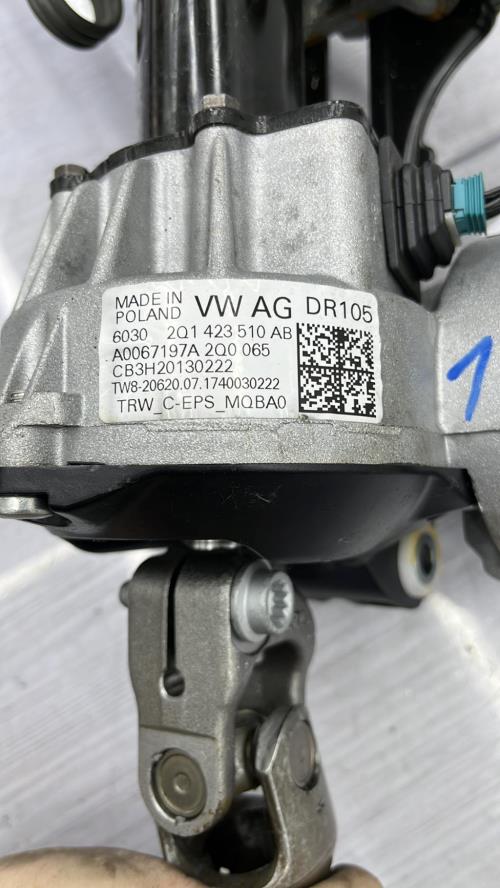 MADE IN POLAND VW AG DR105
6030 2Q1 423 510 AB
A0067197A 2Q0 065
CB3H20130222
TW8-20620.07.1740030222
TRW_C-EPS_MQBA0
1